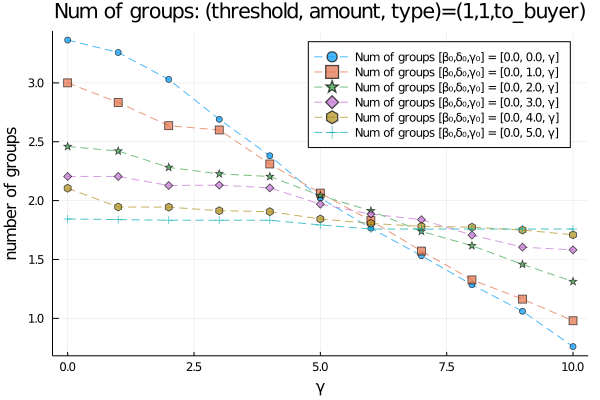 Num of groups: (threshold, amount, type)=(1,1,to_buyer)
number of groups
3.0
2.5
2.0
1.5
1.0
Num of groups [β₀,δ₀,γ₀] = [0.0, 0.0, γ]
Num of groups [β₀,δ₀,γ₀] = [0.0, 1.0, γ]
Num of groups [β₀,δ₀,γ₀] = [0.0, 2.0, γ]
Num of groups [β₀,δ₀,γ₀] = [0.0, 3.0, γ]
Num of groups [β₀,δ₀,γ₀] = [0.0, 4.0, γ]
Num of groups [β₀,δ₀,γ₀] = [0.0, 5.0, γ]
0.0 2.5 5.0 7.5 10.0
γ